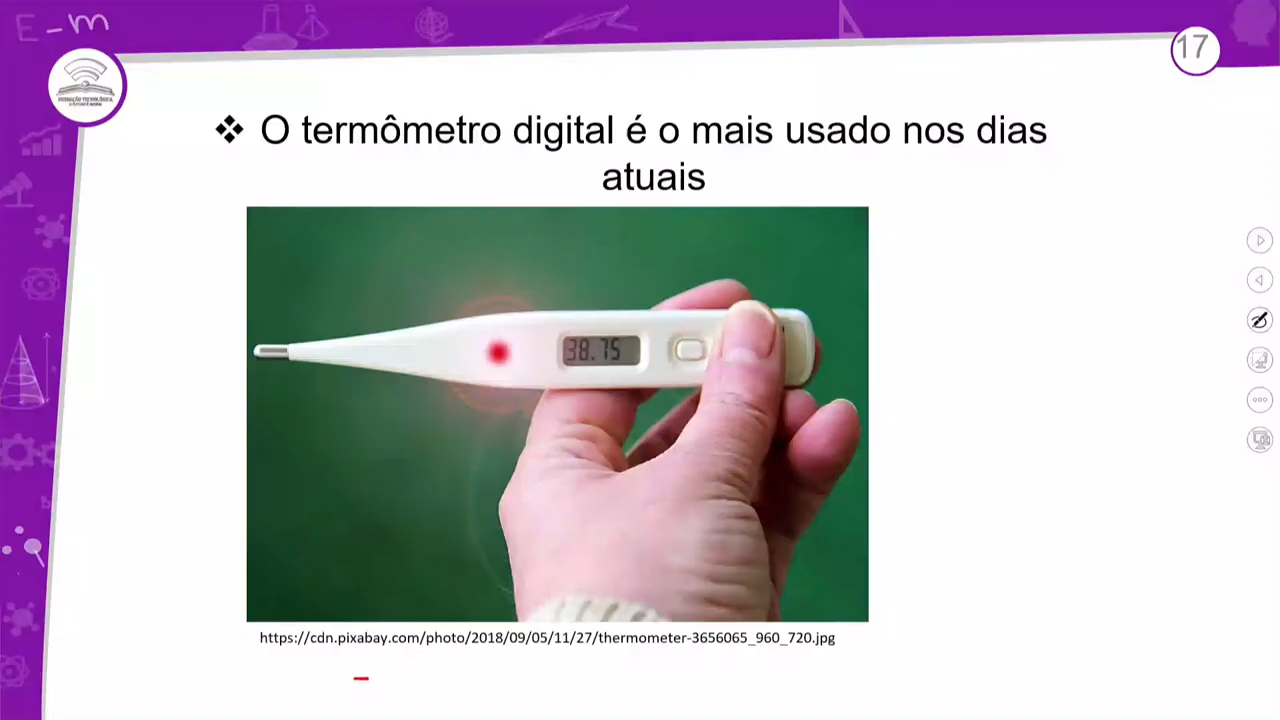 17
❖ O termômetro digital é o mais usado nos dias
atuais
38.75
https://cdn.pixabay.com/photo/2018/09/05/11/27/thermometer-3656065_960_720.jpg